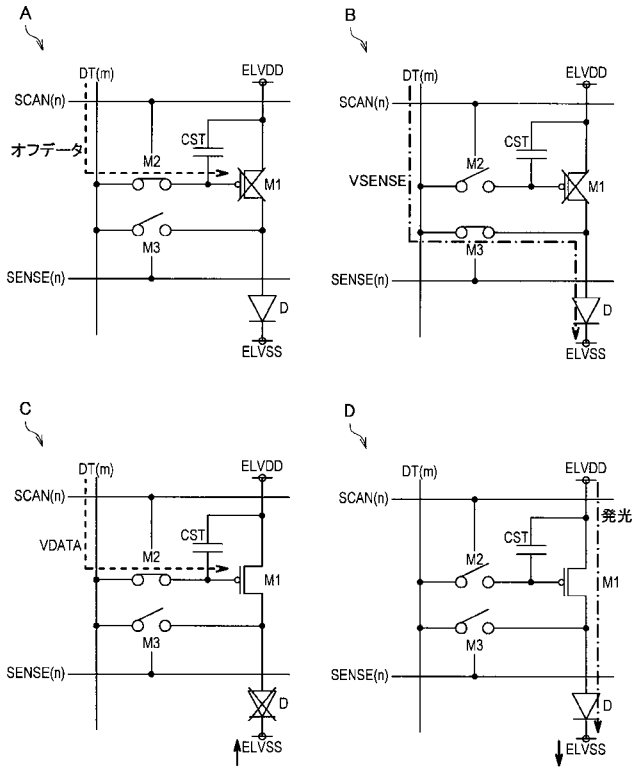 A
DT(m)
ELVDD
SCAN(n)
CST
オフデータ
M2
M1
M3
SENSE(n)
D
ELVSS
B
DT(m)
ELVDD
SCAN(n)
CST
M2
VSENSE
M1
M3
SENSE(n)
D
ELVSS
C
DT(m)
ELVDD
SCAN(n)
CST
VDATA
M2
M1
M3
SENSE(n)
D
ELVSS
D
DT(m)
ELVDD
SCAN(n)
発光
CST
M2
M1
M3
SENSE(n)
D
ELVSS